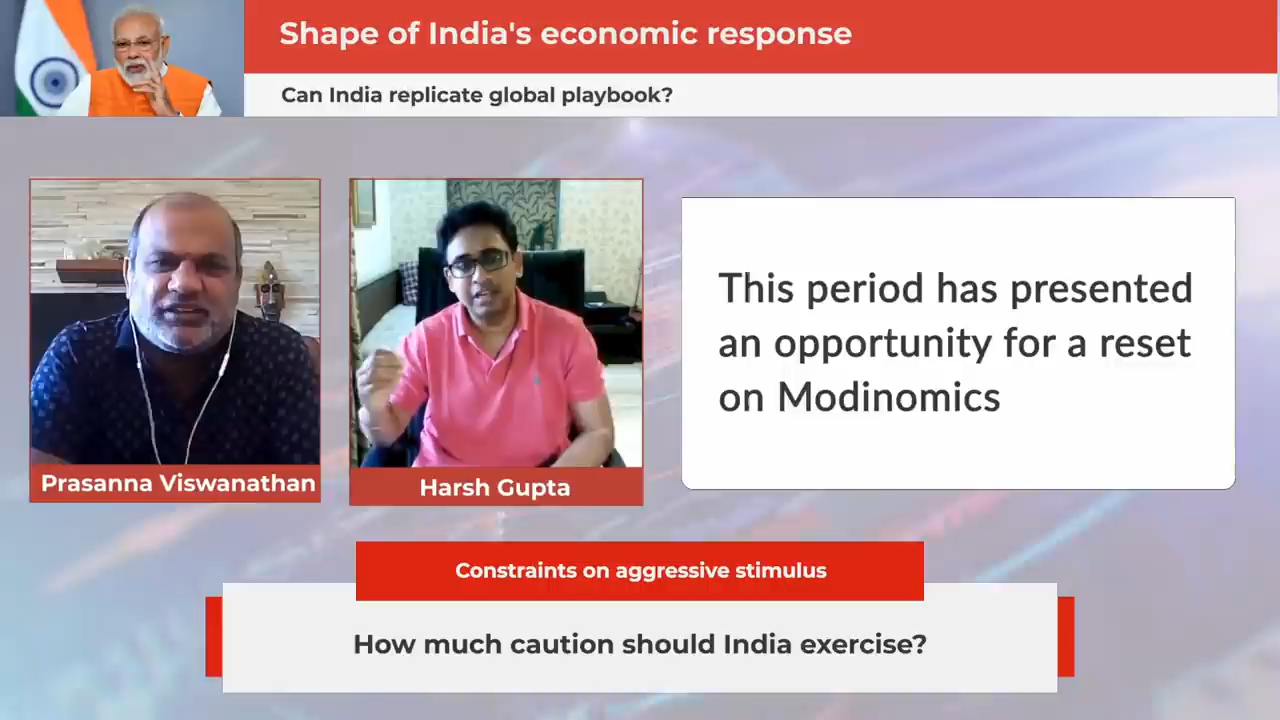 Shape of India's economic response
Can India replicate global playbook?
Prasanna Viswanathan
Harsh Gupta
This period has presented
an opportunity for a reset
on Modinomics
Constraints on aggressive stimulus
How much caution should India exercise?